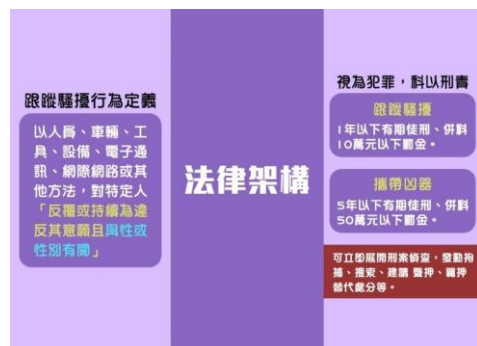 跟蹤騷擾行為定義
以人員、車輛、工
具、設備、電子通
訊、網際網路或其
他方法，對特定人
「反覆或持續為違
反其意願且與性或
性別有關」
法律架構
視為犯罪，科以刑責
跟蹤騷擾
1年以下有期徒刑、併科
10萬元以下罰金。
攜帶凶器
5年以下有期徒刑、併科
50萬元以下罰金。
可立即展開刑案偵查，發動拘
捕、搜索、建請 聲押、羈押
替代處分等。